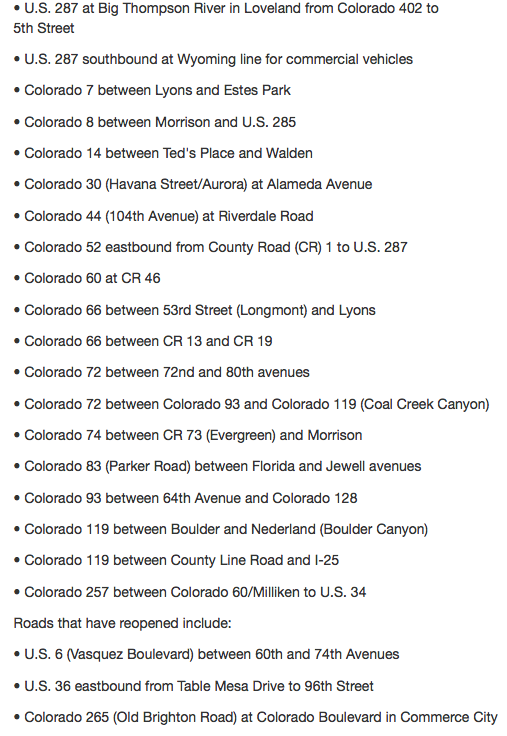 • U.S. 287 at Big Thompson River in Loveland from Colorado 402 to
5th Street
• U.S. 287 southbound at Wyoming line for commercial vehicles
• Colorado 7 between Lyons and Estes Park
• Colorado 8 between Morrison and U.S. 285
• Colorado 14 between Ted's Place and Walden
• Colorado 30 (Havana Street/Aurora) at Alameda Avenue
• Colorado 44 (104th Avenue) at Riverdale Road
• Colorado 52 eastbound from County Road (CR) 1 to U.S. 287
• Colorado 60 at CR 46
• Colorado 66 between 53rd Street (Longmont) and Lyons
• Colorado 66 between CR 13 and CR 19
• Colorado 72 between 72nd and 80th avenues
• Colorado 72 between Colorado 93 and Colorado 119 (Coal Creek Canyon)
• Colorado 74 between CR 73 (Evergreen) and Morrison
• Colorado 83 (Parker Road) between Florida and Jewell avenues
• Colorado 93 between 64th Avenue and Colorado 128
• Colorado 119 between Boulder and Nederland (Boulder Canyon)
• Colorado 119 between County Line Road and I-25
• Colorado 257 between Colorado 60/Milliken to U.S. 34
Roads that have reopened include:
• U.S. 6 (Vasquez Boulevard) between 60th and 74th Avenues
• U.S. 36 eastbound from Table Mesa Drive to 96th Street
• Colorado 265 (Old Brighton Road) at Colorado Boulevard in Commerce City